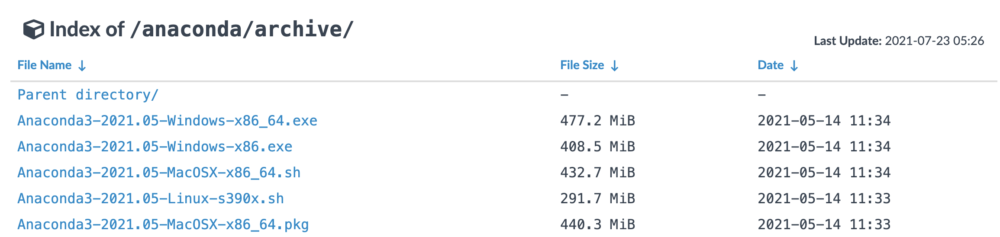 Index of /anaconda/archive/
Last Update: 2021-07-23 05:26
File Name ↓ File Size ↓ Date ↓
Parent directory/ - -
Anaconda3-2021.05-Windows-x86_64.exe 477.2 MiB 2021-05-14 11:34
Anaconda3-2021.05-Windows-x86.exe 408.5 MiB 2021-05-14 11:34
Anaconda3-2021.05-MacOSX-x86_64.sh 432.7 MiB 2021-05-14 11:34
Anaconda3-2021.05-Linux-s390x.sh 291.7 MiB 2021-05-14 11:33
Anaconda3-2021.05-MacOSX-x86_64.pkg 440.3 MiB 2021-05-14 11:33